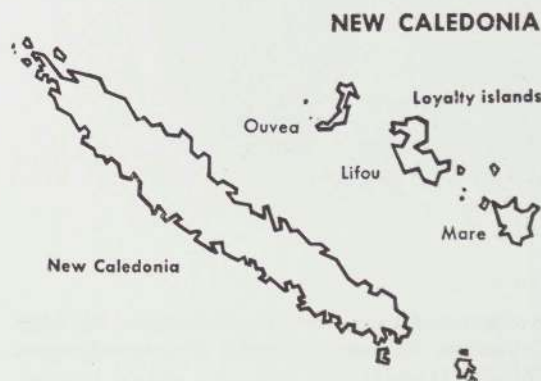 NEW CALEDONIA
Loyalty islands
Ouvea
Lifou
Mare
New Caledonia